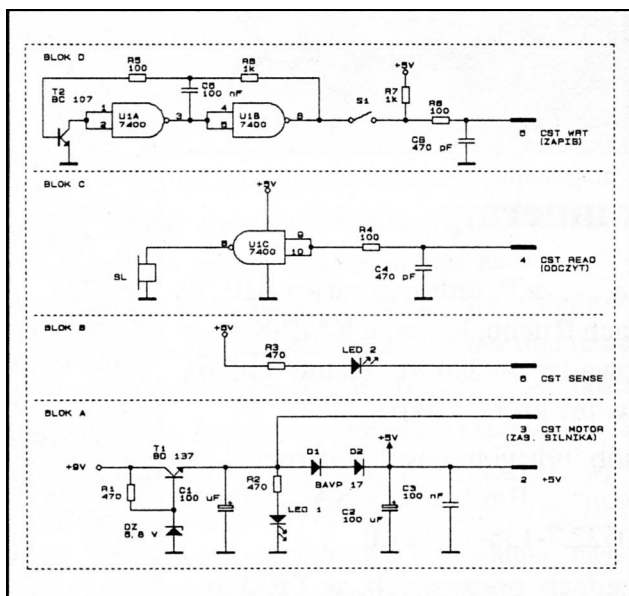 BLOK D
R5
100
R6
1k
+5V
T2
BC 107
C5
100 nF
R7
1k
1
2
U1A
7400
3
4
5
U1B
7400
6
S1
R8
100
C6
470 pF
5 CST WRT
(ZAPIS)
BLOK C
+5V
8
U1C
7400
9
10
R4
100
SL
C4
470 pF
4 CST READ
(ODCZYT)
BLOK B
+5V
R3
470
LED 2
6 CST SENSE
BLOK A
3 CST MOTOR
(ZAS. SILNIKA)
T1
BD 137
+9V
+5V
D1
D2
BAVP 17
R1
470
C1
100 uF
R2
470
C3
100 nF
2 +5V
LED 1
C2
100 uF
DZ
6,8 V